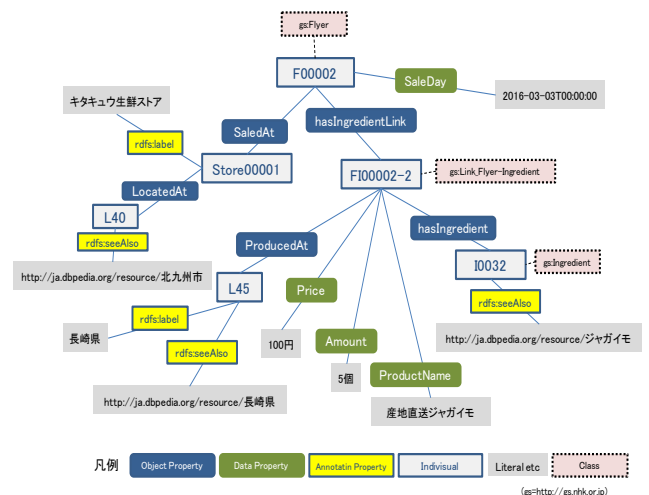 gs:Flyer
F00002
SaleDay
2016-03-03T00:00:00
キタキュウ生鮮ストア
SaledAt
hasIngredientLink
rdfs:label
Store00001
FI00002-2
gs:Link_Flyer-Ingredient
LocatedAt
L40
rdfs:seeAlso
ProducedAt
hasIngredient
http://ja.dbpedia.org/resource/北九州市
L45
Price
I0032
gs:Ingredient
rdfs:label
rdfs:seeAlso
長崎県
rdfs:seeAlso
100円
Amount
http://ja.dbpedia.org/resource/ジャガイモ
5個
ProductName
http://ja.dbpedia.org/resource/長崎県
産地直送ジャガイモ
凡例
Object Property
Data Property
Annotatin Property
Indivisual
Literal etc
Class
(gs=http://gs.nhk.or.jp)